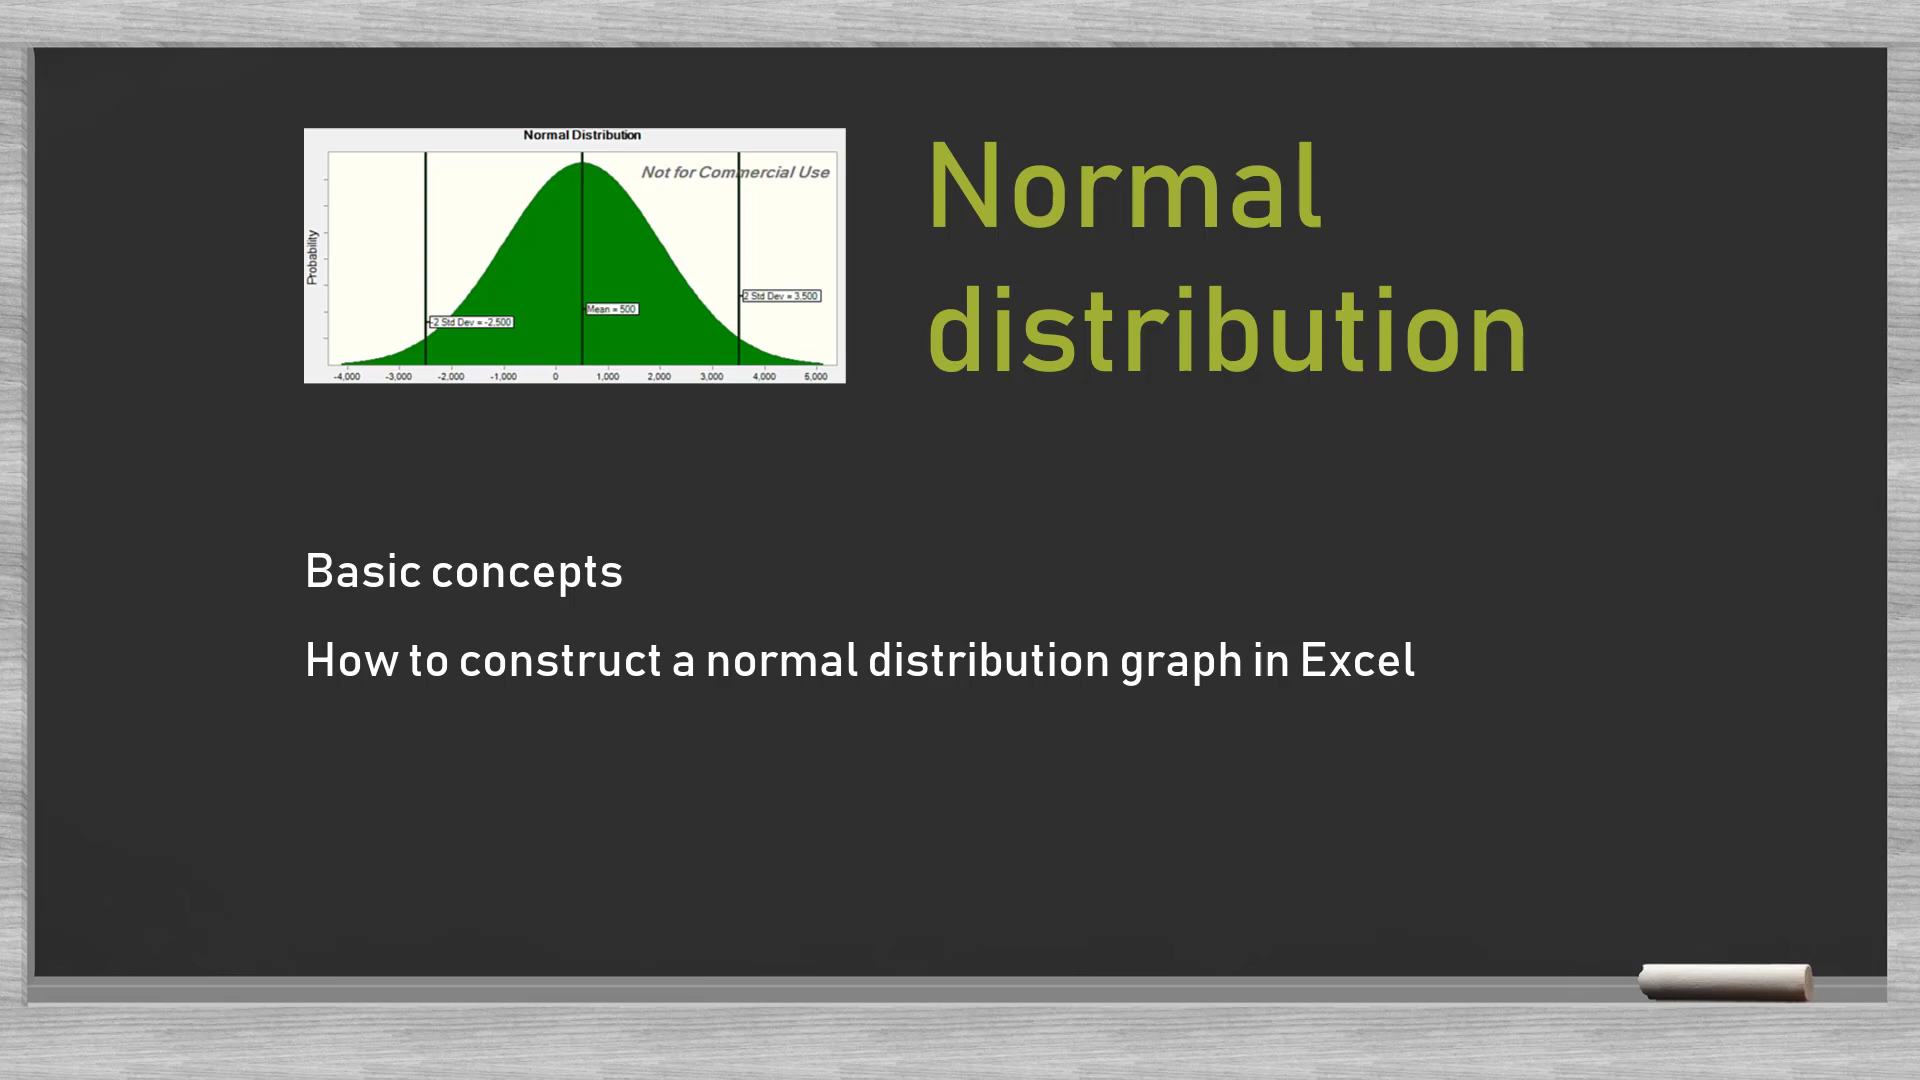 Normal Distribution
Not for Commercial Use
Probability
2 Std Dev = 3,500
Mean = 500
-2 Std Dev = -2,500
-4,000 -3,000 -2,000 -1,000 0 1,000 2,000 3,000 4,000 5,000
Normal
distribution
Basic concepts
How to construct a normal distribution graph in Excel